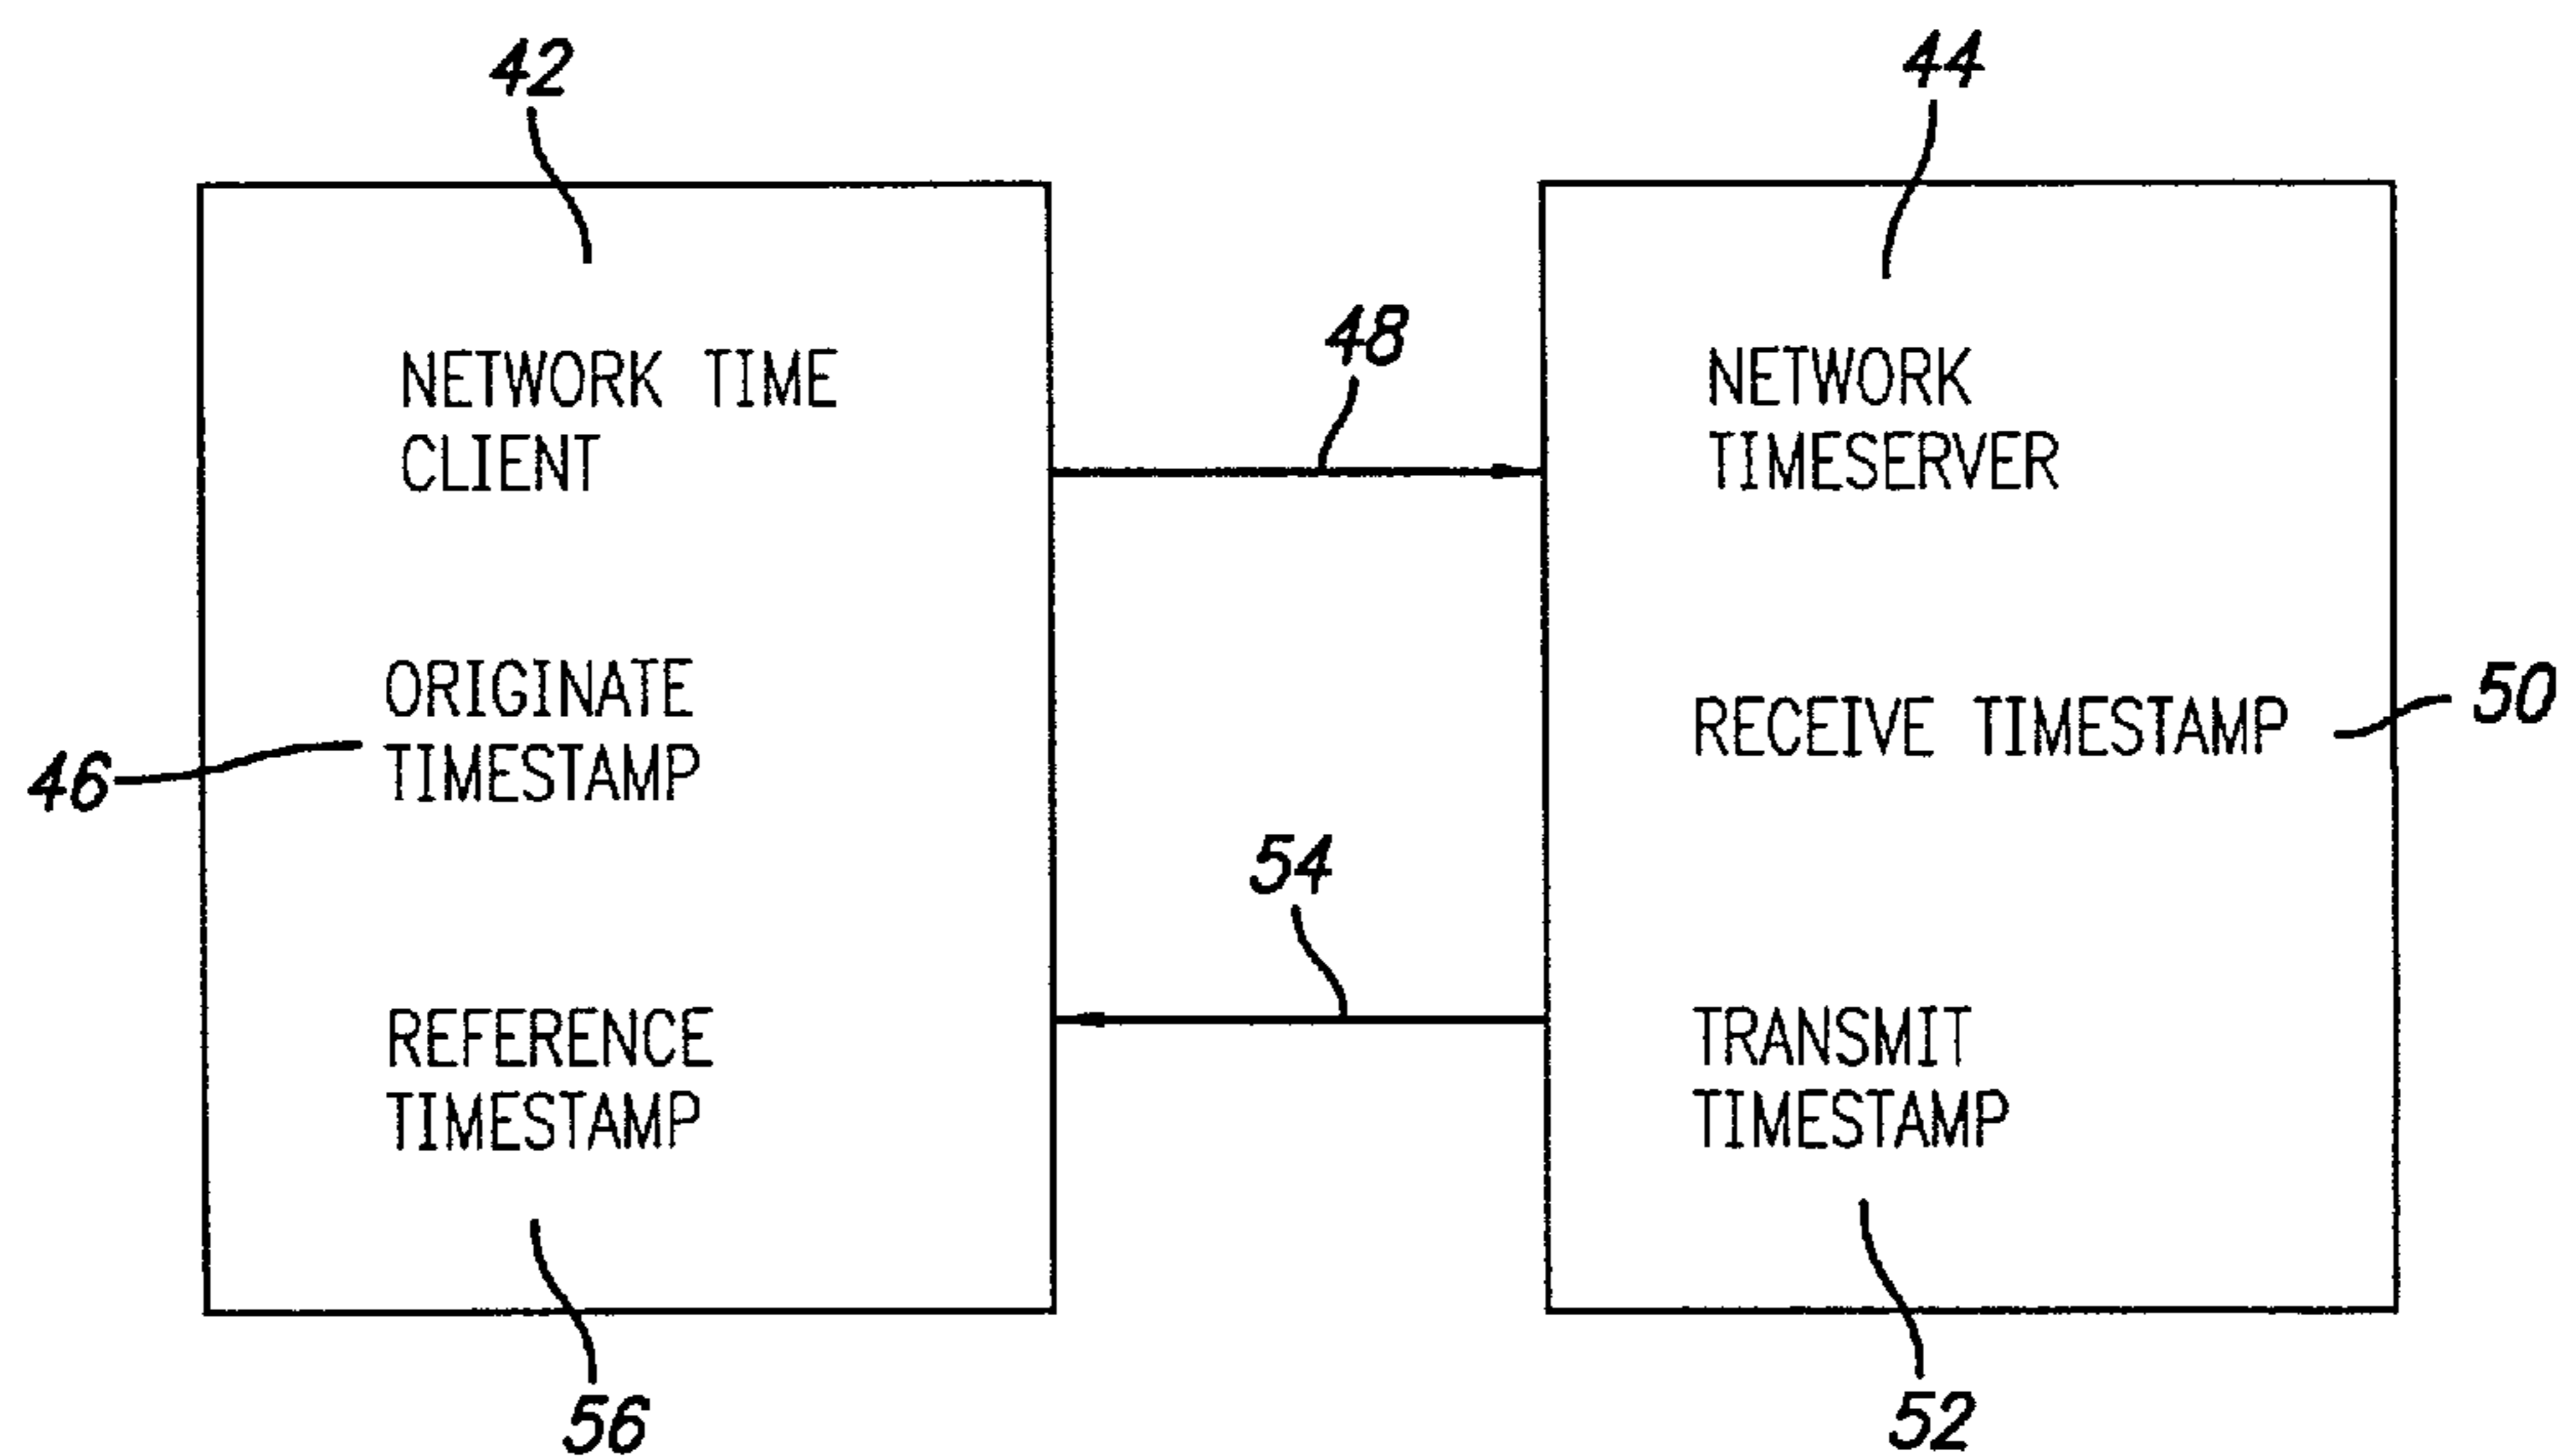 42
44
NETWORK TIME
CLIENT
48
NETWORK
TIMESERVER
ORIGINATE
TIMESTAMP
46
RECEIVE TIMESTAMP
50
54
REFERENCE
TIMESTAMP
TRANSMIT
TIMESTAMP
56
52